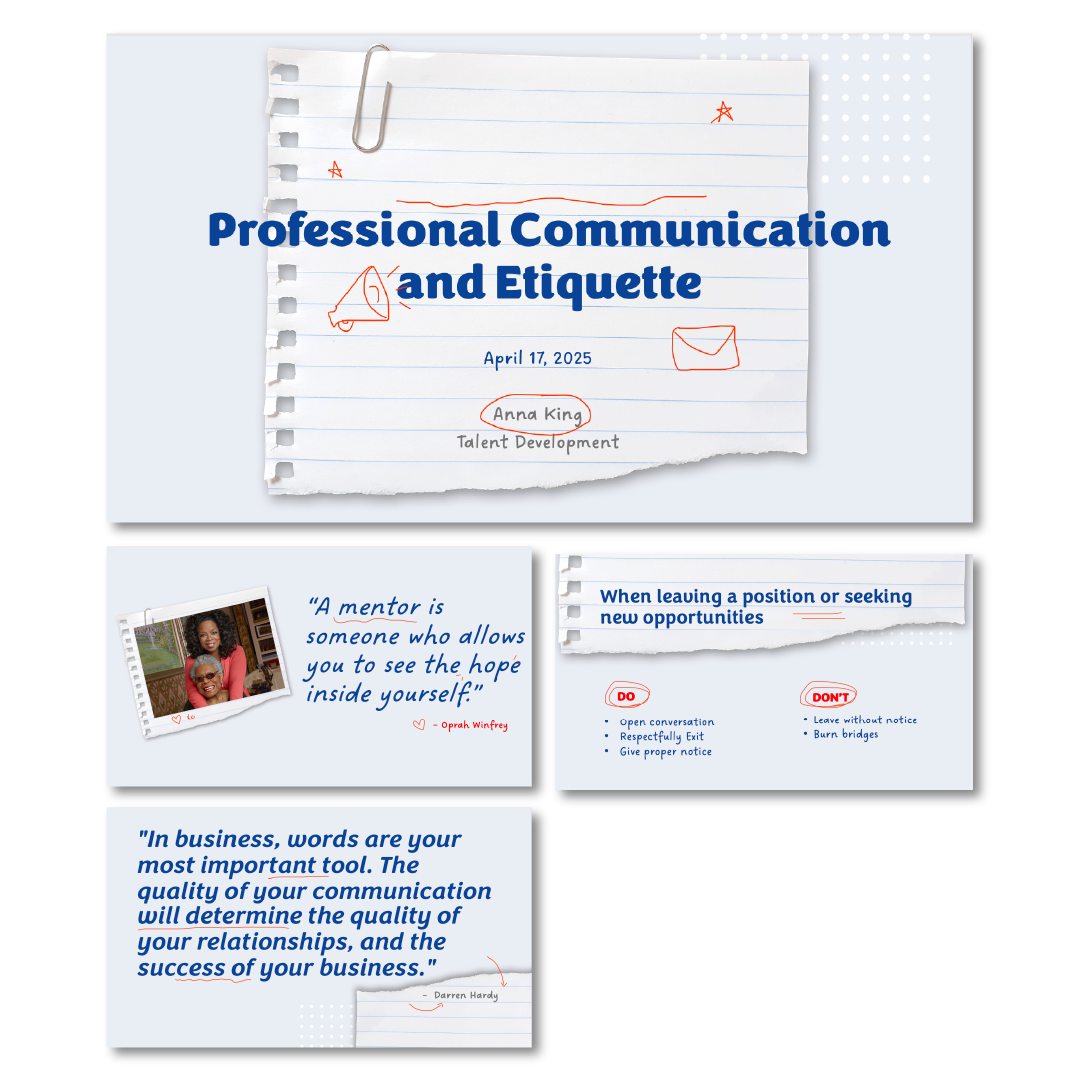 Professional Communication
and Etiquette
April 17, 2025
Anna King
Talent Development
“A mentor is
someone who allows
you to see the hope
inside yourself.”
- Oprah Winfrey
When leaving a position or seeking
new opportunities
DO
• Open conversation
• Respectfully Exit
• Give proper notice
DON'T
• Leave without notice
• Burn bridges
"In business, words are your
most important tool. The
quality of your communication
will determine the quality of
your relationships, and the
success of your business."
- Darren Hardy